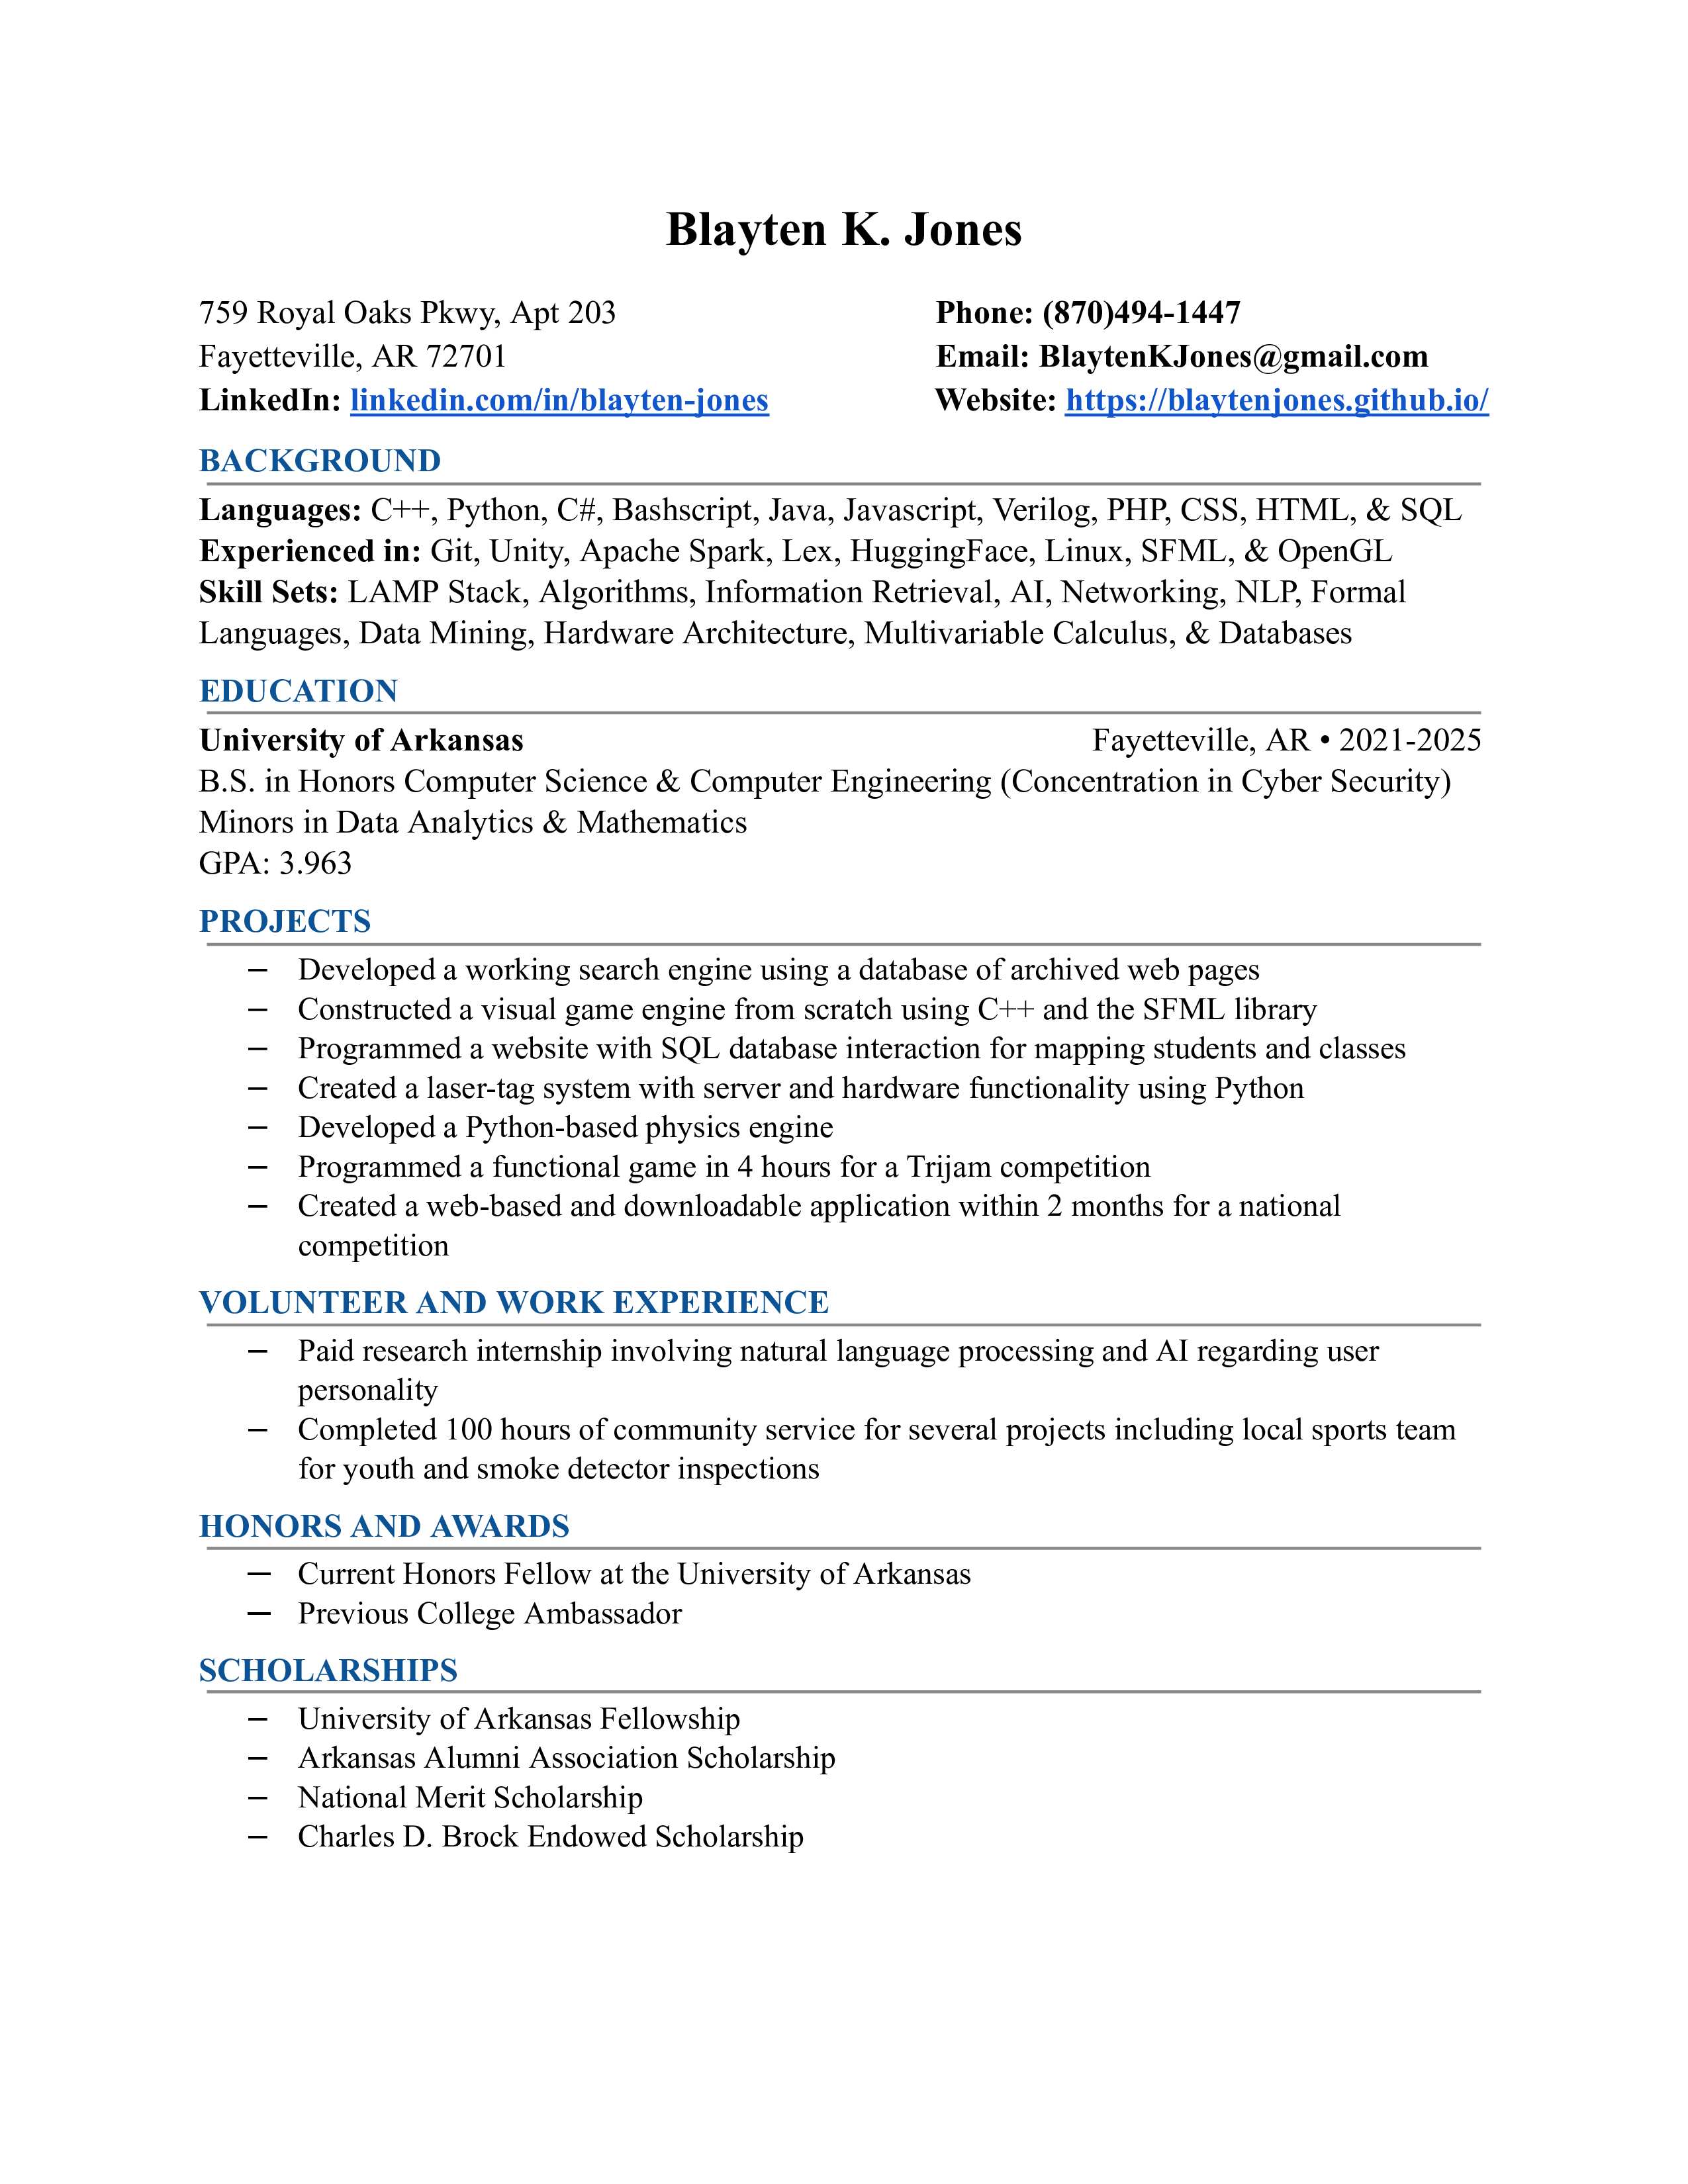 Blayten K. Jones
759 Royal Oaks Pkwy, Apt 203
Phone: (870)494-1447
Fayetteville, AR 72701
Email: BlaytenKJones@gmail.com
LinkedIn: linkedin.com/in/blayten-jones
Website: https://blaytenjones.github.io/
BACKGROUND
Languages: C++, Python, C#, Bashscript, Java, Javascript, Verilog, PHP, CSS, HTML, & SQL
Experienced in: Git, Unity, Apache Spark, Lex, HuggingFace, Linux, SFML, & OpenGL
Skill Sets: LAMP Stack, Algorithms, Information Retrieval, AI, Networking, NLP, Formal
Languages, Data Mining, Hardware Architecture, Multivariable Calculus, & Databases
EDUCATION
University of Arkansas Fayetteville, AR • 2021-2025
B.S. in Honors Computer Science & Computer Engineering (Concentration in Cyber Security)
Minors in Data Analytics & Mathematics
GPA: 3.963
PROJECTS
– Developed a working search engine using a database of archived web pages
– Constructed a visual game engine from scratch using C++ and the SFML library
– Programmed a website with SQL database interaction for mapping students and classes
– Created a laser-tag system with server and hardware functionality using Python
– Developed a Python-based physics engine
– Programmed a functional game in 4 hours for a Trijam competition
– Created a web-based and downloadable application within 2 months for a national
competition
VOLUNTEER AND WORK EXPERIENCE
– Paid research internship involving natural language processing and AI regarding user
personality
– Completed 100 hours of community service for several projects including local sports team
for youth and smoke detector inspections
HONORS AND AWARDS
– Current Honors Fellow at the University of Arkansas
– Previous College Ambassador
SCHOLARSHIPS
– University of Arkansas Fellowship
– Arkansas Alumni Association Scholarship
– National Merit Scholarship
– Charles D. Brock Endowed Scholarship